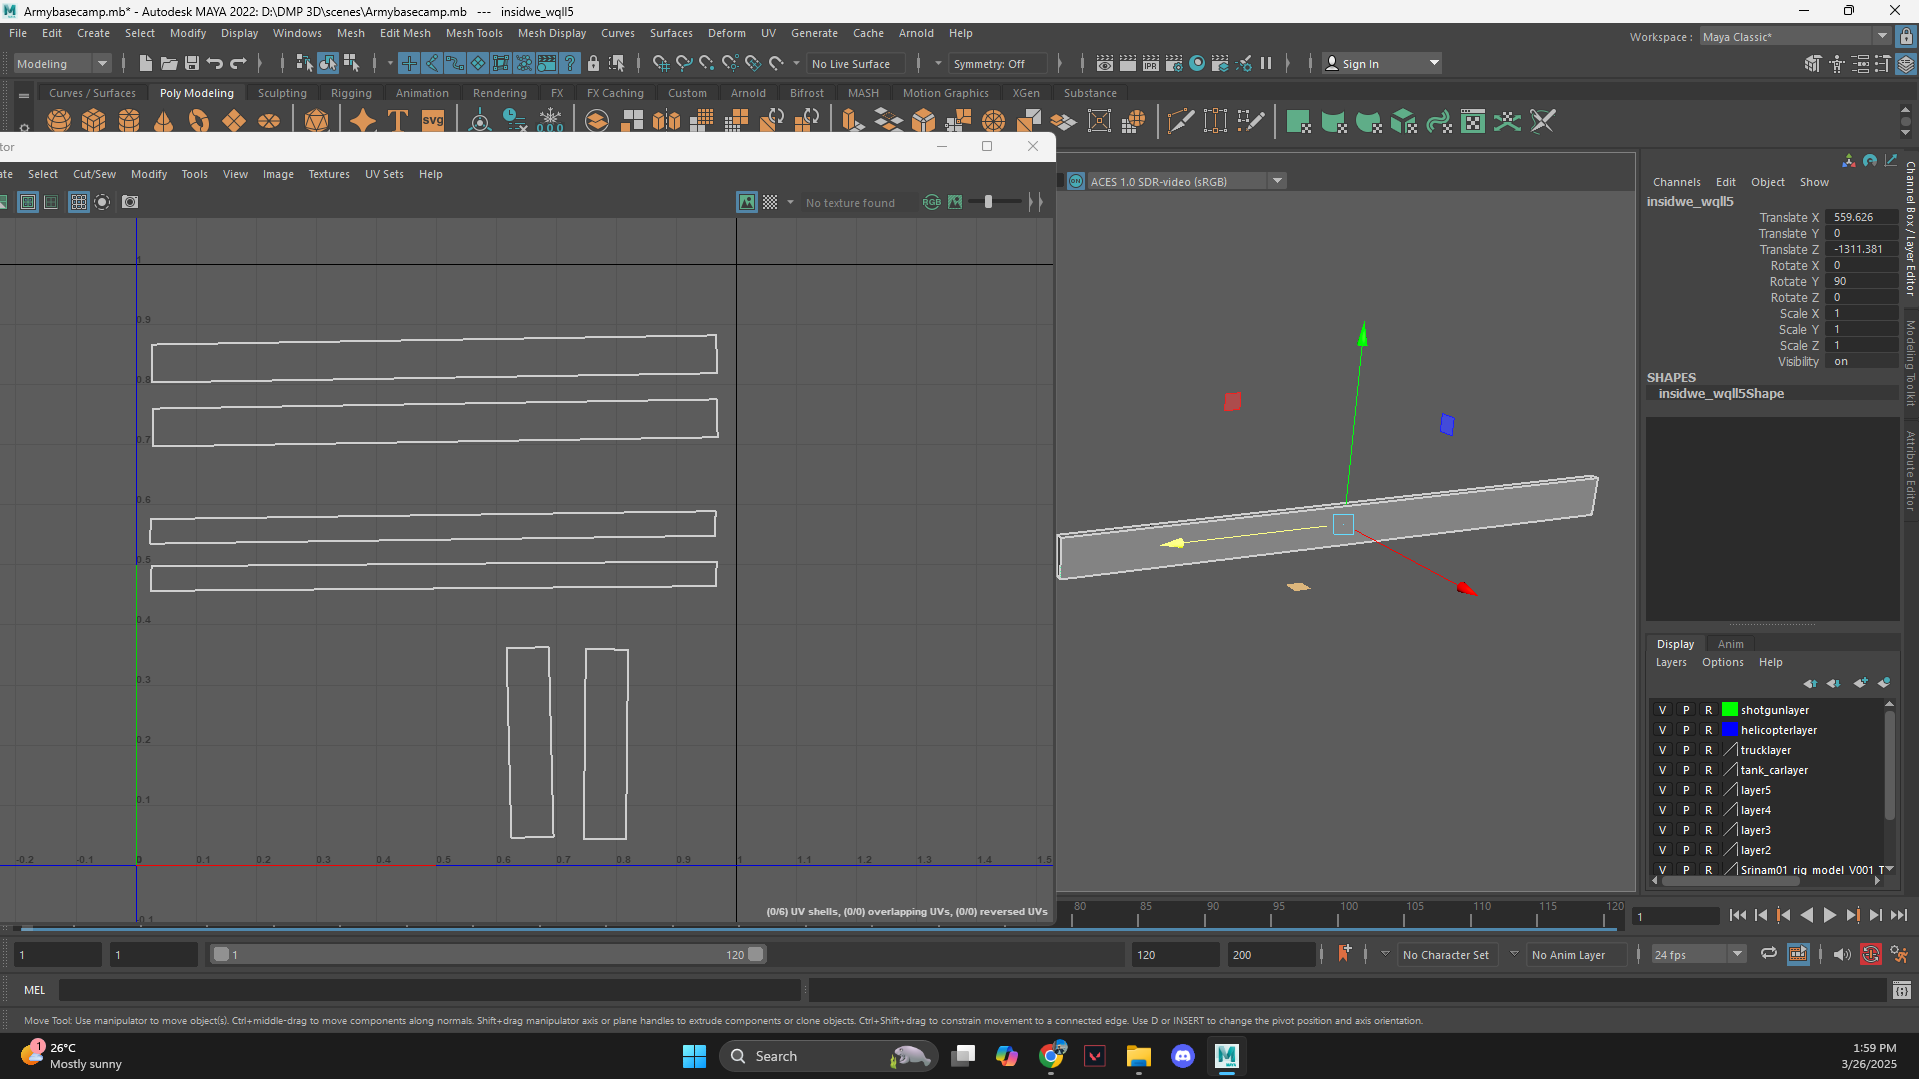 Armybasecamp.mb* - Autodesk MAYA 2022: D:\DMP 3D\scenes\Armybasecamp.mb   ---   insidwe_wqll5
File Edit Create Select Modify Display Windows Mesh Edit Mesh Mesh Tools Mesh Display Curves Surfaces Deform UV Generate Cache Arnold Help
Workspace : Maya Classic*
Modeling No Live Surface Symmetry: Off Sign In
Curves / Surfaces Poly Modeling Sculpting Rigging Animation Rendering FX FX Caching Custom Arnold Bifrost MASH Motion Graphics XGen Substance
tor
ate Select Cut/Sew Modify Tools View Image Textures UV Sets Help
No texture found
ACES 1.0 SDR-video (sRGB)
Channels Edit Object Show
insidwe_wqll5
Translate X 559.626
Translate Y 0
Translate Z -1311.381
Rotate X 0
Rotate Y 90
Rotate Z 0
Scale X 1
Scale Y 1
Scale Z 1
Visibility on
SHAPES
insidwe_wqll5Shape
Channel Box / Layer Editor
Modeling Toolkit
Attribute Editor
1
0.9
0.8
0.7
0.6
0.5
0.4
0.3
0.2
0.1
-0.2 -0.1 0 0.1 0.2 0.3 0.4 0.5 0.6 0.7 0.8 0.9 1 1.1 1.2 1.3 1.4 1.5
-0.1
(0/6) UV shells, (0/0) overlapping UVs, (0/0) reversed UVs
Display Anim
Layers Options Help
V P R shotgunlayer
V P R helicopterlayer
V P R trucklayer
V P R tank_carlayer
V P R layer5
V P R layer4
V P R layer3
V P R layer2
V P R Srinam01_rig_model_V001_T
80 85 90 95 100 105 110 115 120
1
1 1 1 120 120 200 No Character Set No Anim Layer 24 fps
MEL
Move Tool: Use manipulator to move object(s). Ctrl+middle-drag to move components along normals. Shift+drag manipulator axis or plane handles to extrude components or clone objects. Ctrl+Shift+drag to constrain movement to a connected edge. Use D or INSERT to change the pivot position and axis orientation.
1
26°C
Mostly sunny
Search
1:59 PM
3/26/2025